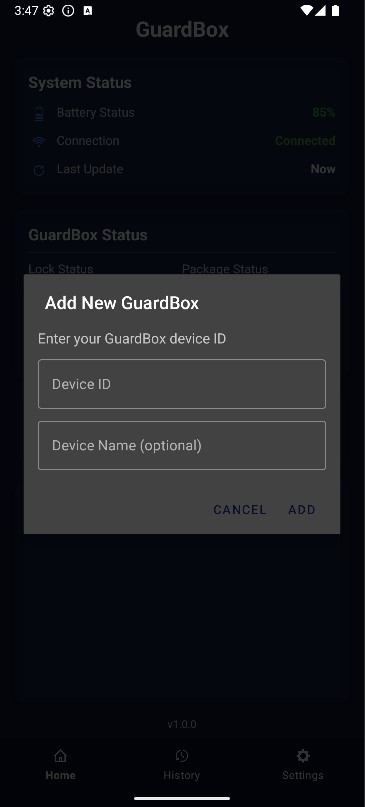 3:47
GuardBox
System Status
Battery Status 85%
Connection Connected
Last Update Now
GuardBox Status
Lock Status Package Status
Add New GuardBox
Enter your GuardBox device ID
Device ID
Device Name (optional)
CANCEL ADD
v1.0.0
Home History Settings